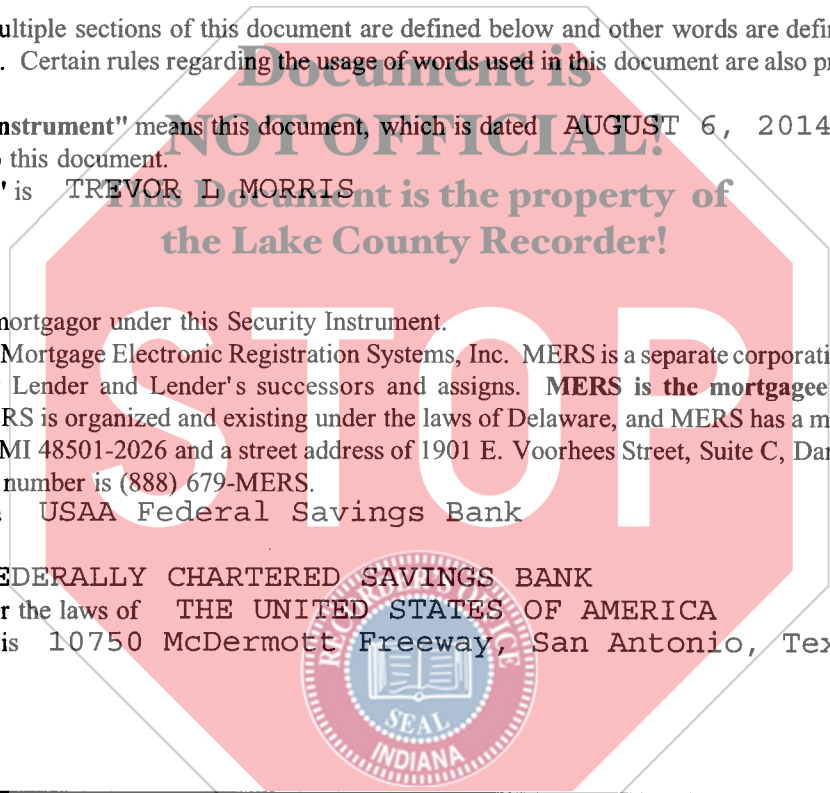 ultiple sections of this document are defined below and other words are defin
. Certain rules regarding the usage of words used in this document are also pr
Document is
nstrument" means this document, which is dated AUGUST 6, 2014
NOT OFFICIAL!
this document.
" is TREVOR L MORRIS
This Document is the property of
the Lake County Recorder!
mortgagor under this Security Instrument.
Mortgage Electronic Registration Systems, Inc. MERS is a separate corporati
Lender and Lender's successors and assigns. MERS is the mortgagee
RS is organized and existing under the laws of Delaware, and MERS has a m
MI 48501-2026 and a street address of 1901 E. Voorhees Street, Suite C, Dan
number is (888) 679-MERS.
STOP
USAA Federal Savings Bank
EDERALLY CHARTERED SAVINGS BANK
r the laws of THE UNITED STATES OF AMERICA
is 10750 McDermott Freeway, San Antonio, Tex
RECORDER'S OFFICE
SEAL
INDIANA